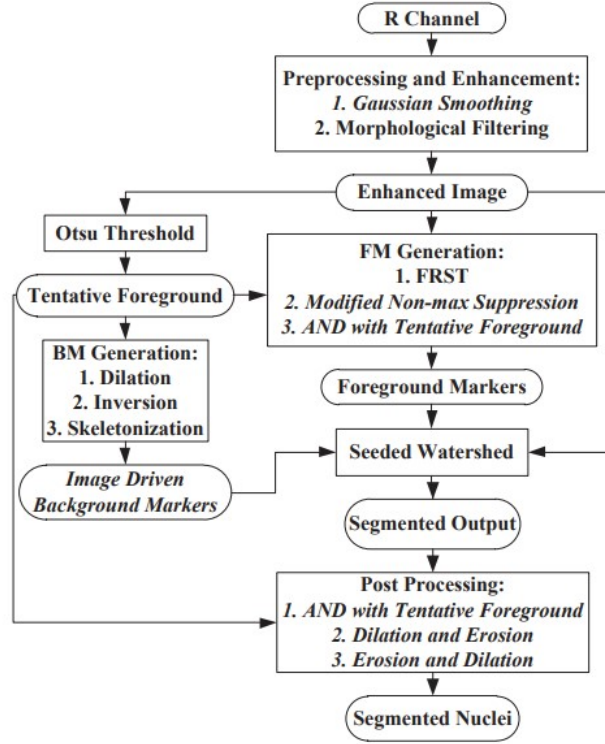 R Channel
Preprocessing and Enhancement:
1. Gaussian Smoothing
2. Morphological Filtering
Enhanced Image
Otsu Threshold
Tentative Foreground
FM Generation:
1. FRST
2. Modified Non-max Suppression
3. AND with Tentative Foreground
BM Generation:
1. Dilation
2. Inversion
3. Skeletonization
Foreground Markers
Image Driven
Background Markers
Seeded Watershed
Segmented Output
Post Processing:
1. AND with Tentative Foreground
2. Dilation and Erosion
3. Erosion and Dilation
Segmented Nuclei